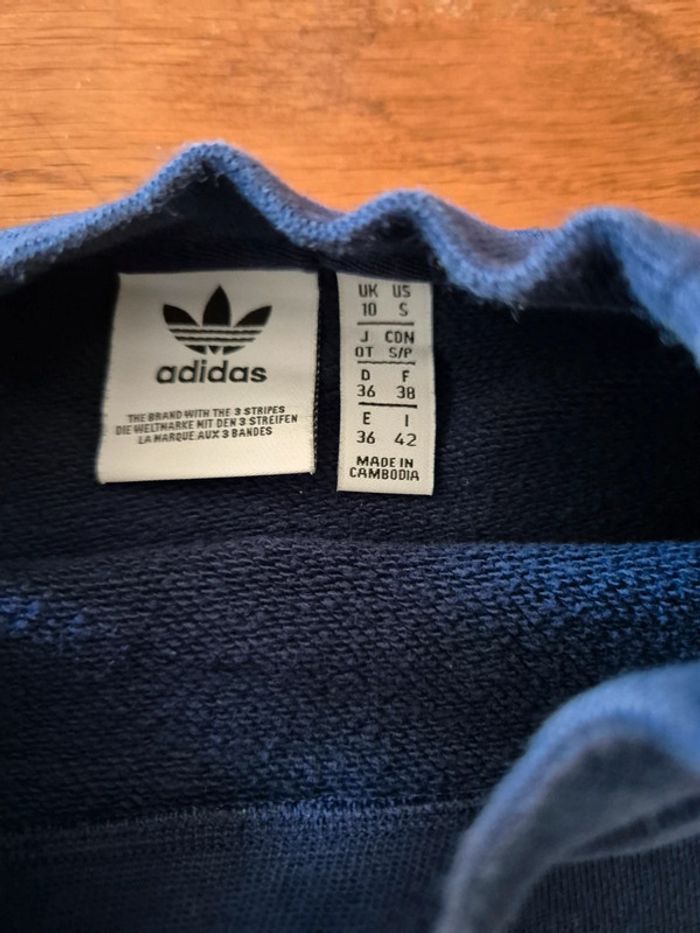 adidas
THE BRAND WITH THE 3 STRIPES
DIE WELTMARKE MIT DEN 3 STREIFEN
LA MARQUE AUX 3 BANDES
UK US
10 S
J CDN
OT S/P
D F
36 38
E I
36 42
MADE IN
CAMBODIA